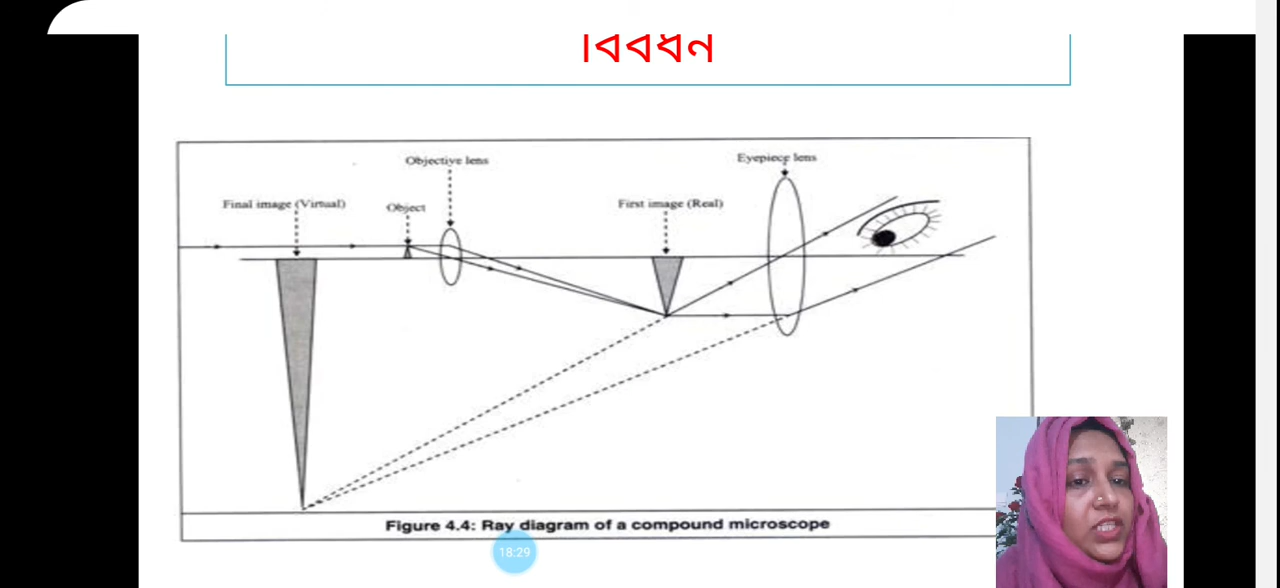 বিবর্ধন
Objective lens
Eyepiece lens
Final image (Virtual)
Object
First image (Real)
Figure 4.4: Ray diagram of a compound microscope
18:29